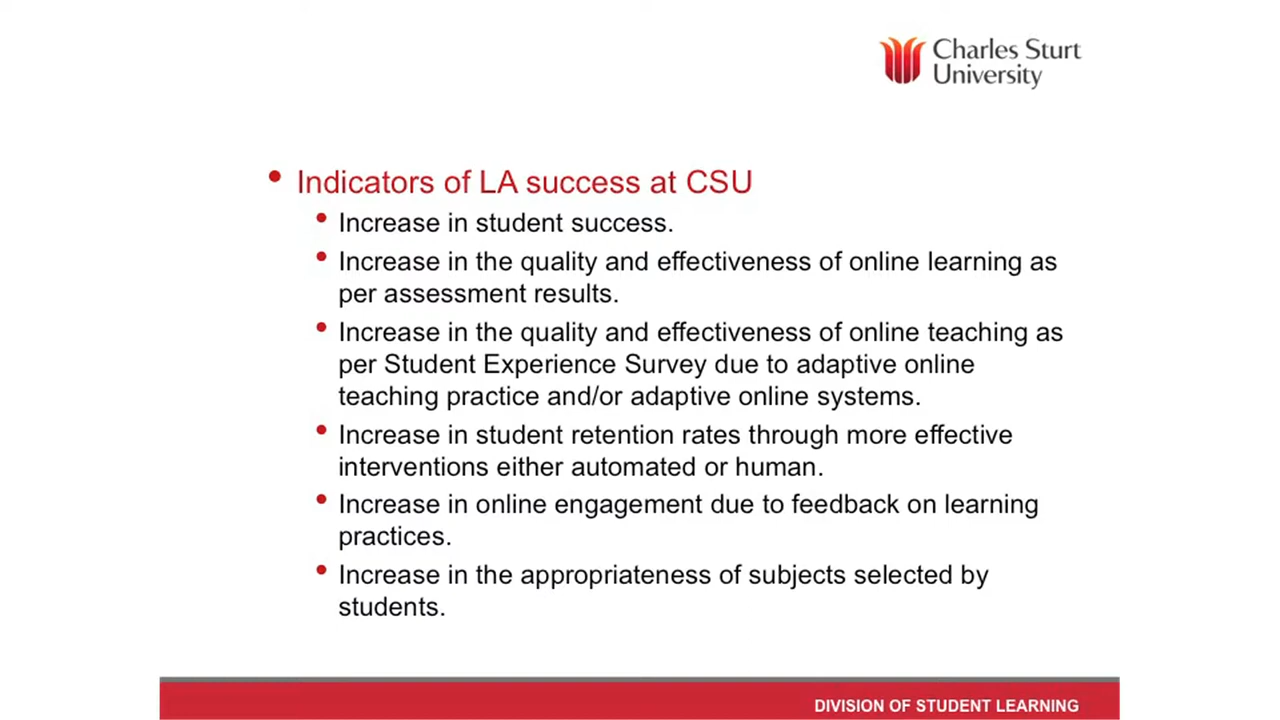 Charles Sturt
University
• Indicators of LA success at CSU
• Increase in student success.
• Increase in the quality and effectiveness of online learning as
per assessment results.
• Increase in the quality and effectiveness of online teaching as
per Student Experience Survey due to adaptive online
teaching practice and/or adaptive online systems.
• Increase in student retention rates through more effective
interventions either automated or human.
• Increase in online engagement due to feedback on learning
practices.
• Increase in the appropriateness of subjects selected by
students.
DIVISION OF STUDENT LEARNING